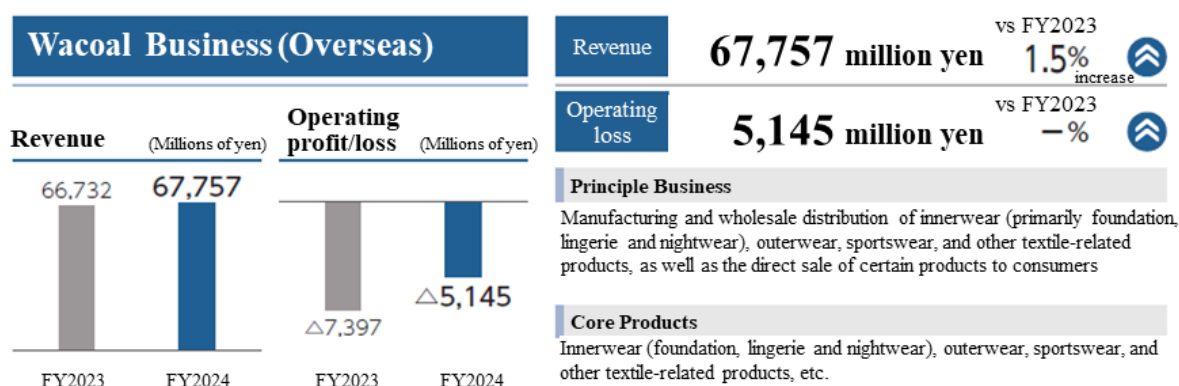 Wacoal Business (Overseas)
Revenue (Millions of yen)
66,732
67,757
FY2023 FY2024
Operating
profit/loss (Millions of yen)
△7,397
△5,145
FY2023 FY2024
Revenue
67,757 million yen
vs FY2023
1.5%
increase
Operating
loss
5,145 million yen
vs FY2023
－%
Principle Business
Manufacturing and wholesale distribution of innerwear (primarily foundation,
lingerie and nightwear), outerwear, sportswear, and other textile-related
products, as well as the direct sale of certain products to consumers
Core Products
Innerwear (foundation, lingerie and nightwear), outerwear, sportswear, and
other textile-related products, etc.